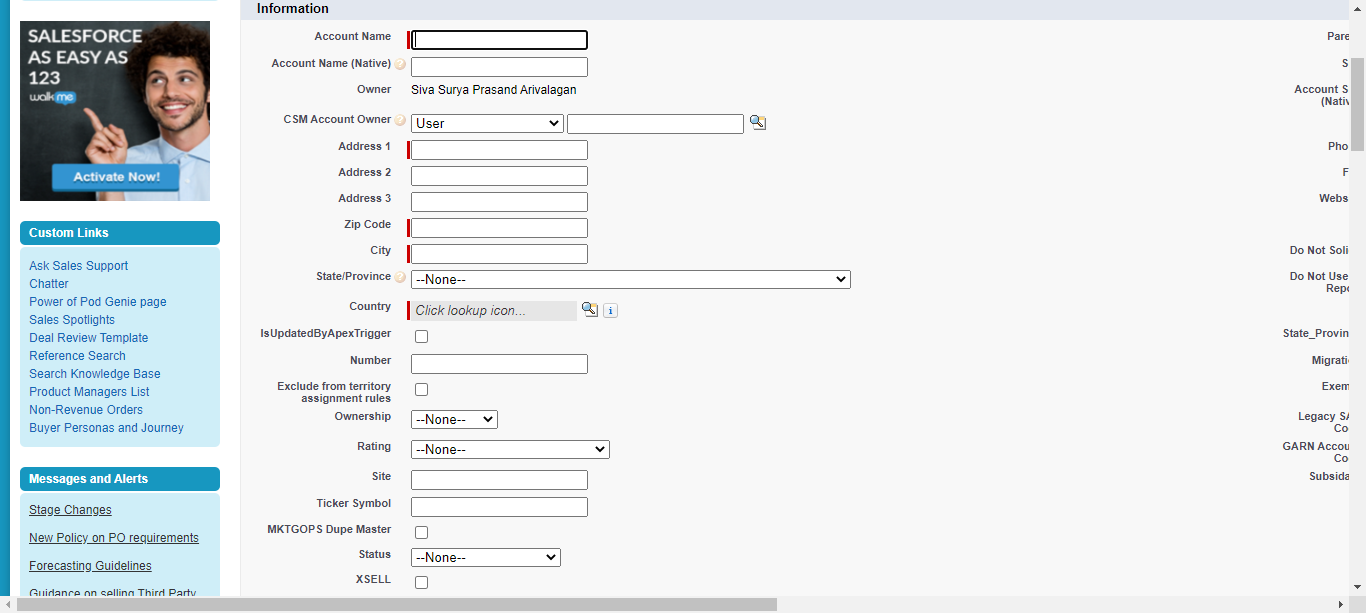 SALESFORCE
AS EASY AS
123
walk me
Activate Now!
Custom Links
Ask Sales Support
Chatter
Power of Pod Genie page
Sales Spotlights
Deal Review Template
Reference Search
Search Knowledge Base
Product Managers List
Non-Revenue Orders
Buyer Personas and Journey
Messages and Alerts
Stage Changes
New Policy on PO requirements
Forecasting Guidelines
Guidance on selling Third Party
Information
Account Name
Account Name (Native)
Owner Siva Surya Prasand Arivalagan
CSM Account Owner User
Address 1
Address 2
Address 3
Zip Code
City
State/Province --None--
Country Click lookup icon...
IsUpdatedByApexTrigger
Number
Exclude from territory
assignment rules
Ownership --None--
Rating --None--
Site
Ticker Symbol
MKTGOPS Dupe Master
Status --None--
XSELL
Pare
S
Account S
(Nativ
Pho
F
Webs
Do Not Soli
Do Not Use
Repo
State_Provin
Migrati
Exem
Legacy SA
Co
GARN Accou
Co
Subsida